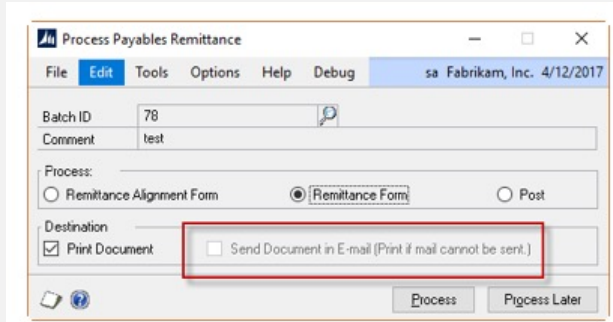 Process Payables Remittance
File Edit Tools Options Help Debug sa Fabrikam, Inc. 4/12/2017
Batch ID 78
Comment test
Process:
Remittance Alignment Form Remittance Form Post
Destination
Print Document Send Document in E-mail (Print if mail cannot be sent.)
Process Process Later